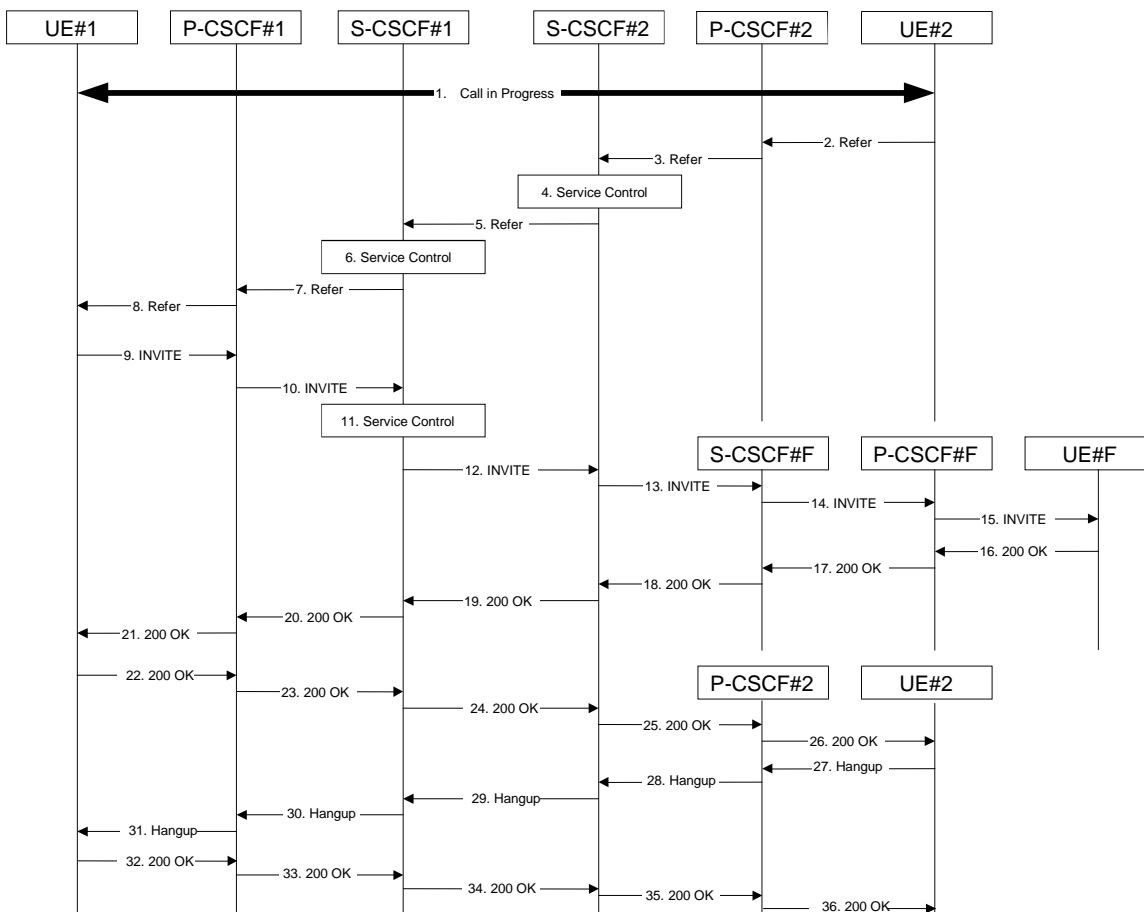 UE#1
P-CSCF#1
S-CSCF#1
S-CSCF#2
P-CSCF#2
UE#2
1. Call in Progress
2. Refer
3. Refer
4. Service Control
5. Refer
6. Service Control
7. Refer
8. Refer
9. INVITE
10. INVITE
11. Service Control
S-CSCF#F
P-CSCF#F
UE#F
12. INVITE
13. INVITE
14. INVITE
15. INVITE
16. 200 OK
17. 200 OK
18. 200 OK
19. 200 OK
20. 200 OK
21. 200 OK
22. 200 OK
P-CSCF#2
UE#2
23. 200 OK
24. 200 OK
25. 200 OK
26. 200 OK
27. Hangup
28. Hangup
29. Hangup
30. Hangup
31. Hangup
32. 200 OK
33. 200 OK
34. 200 OK
35. 200 OK
36. 200 OK